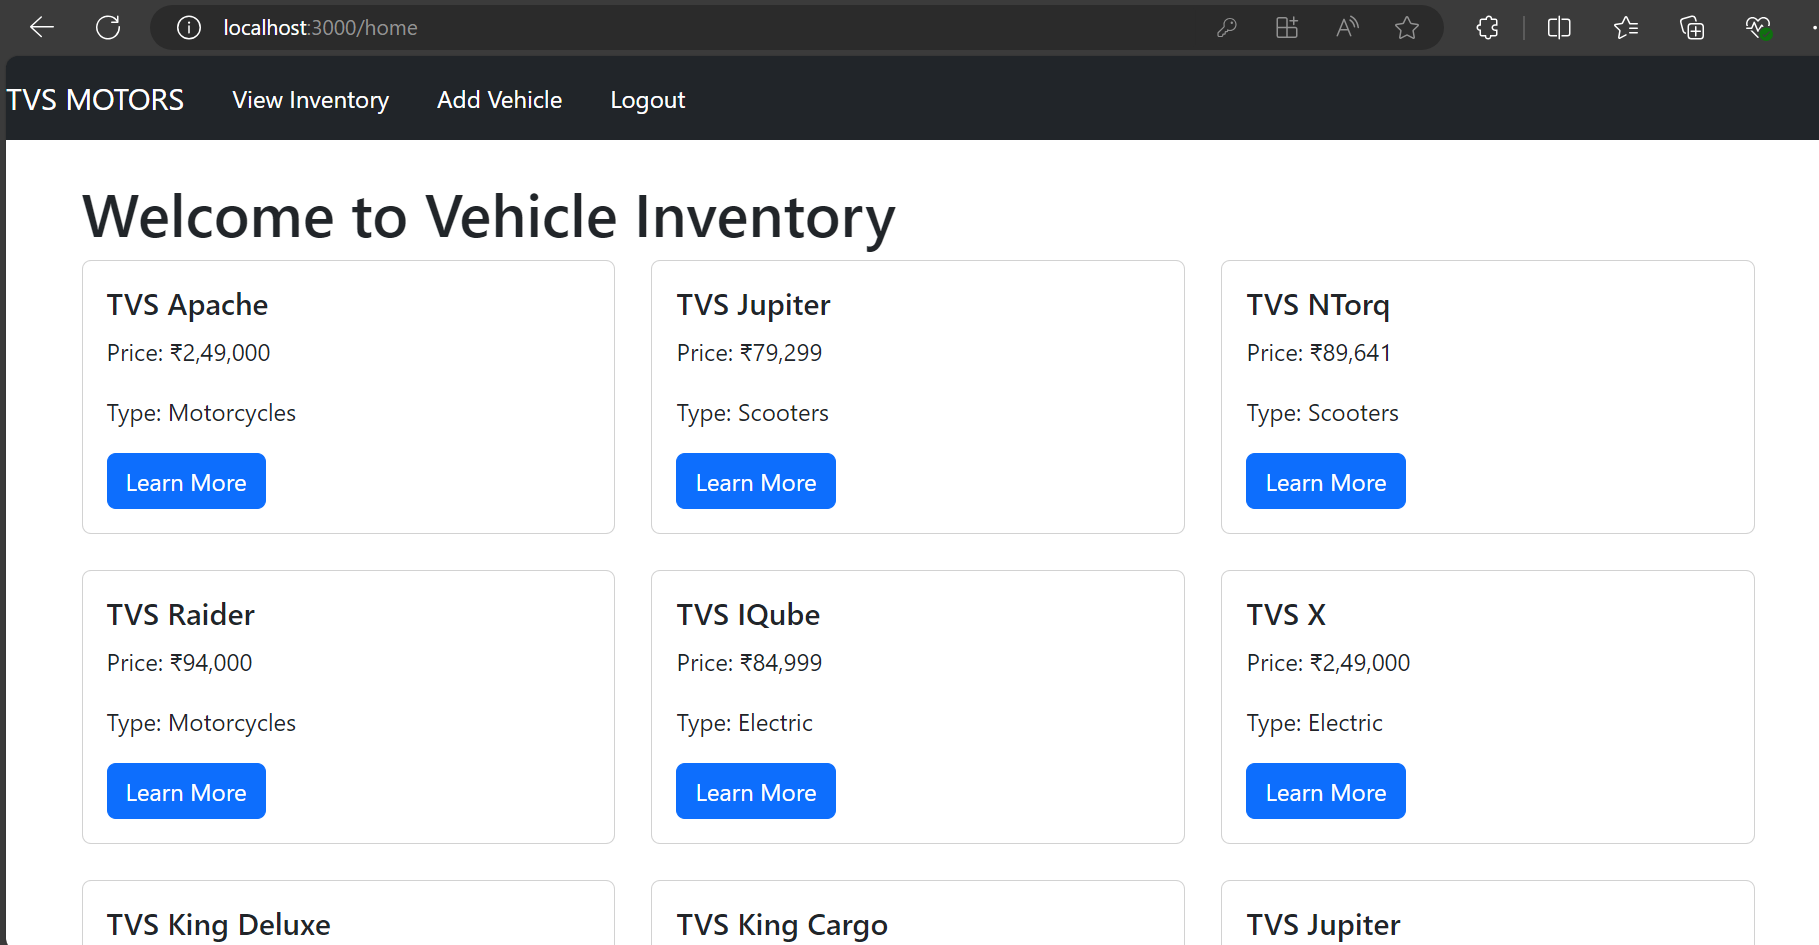 localhost:3000/home
TVS MOTORS View Inventory Add Vehicle Logout
Welcome to Vehicle Inventory
TVS Apache
Price: ₹2,49,000
Type: Motorcycles
Learn More
TVS Jupiter
Price: ₹79,299
Type: Scooters
Learn More
TVS NTorq
Price: ₹89,641
Type: Scooters
Learn More
TVS Raider
Price: ₹94,000
Type: Motorcycles
Learn More
TVS IQube
Price: ₹84,999
Type: Electric
Learn More
TVS X
Price: ₹2,49,000
Type: Electric
Learn More
TVS King Deluxe
TVS King Cargo
TVS Jupiter